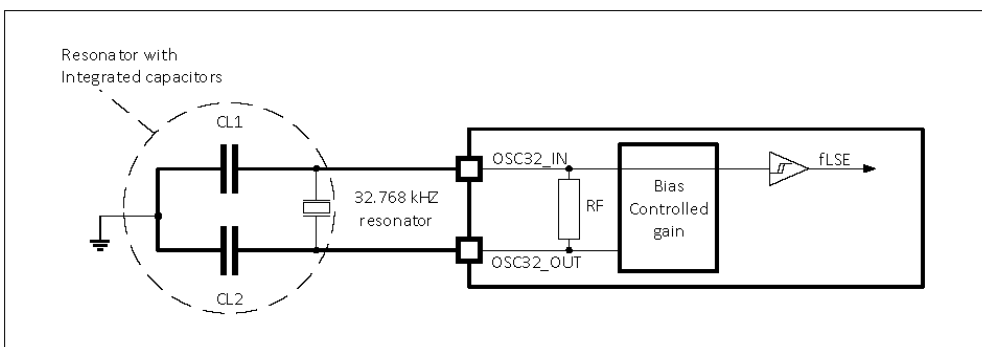 Resonator with
Integrated capacitors
CL1
OSC32_IN
fLSE
32.768 kHZ
resonator
RF
Bias
Controlled
gain
OSC32_OUT
CL2